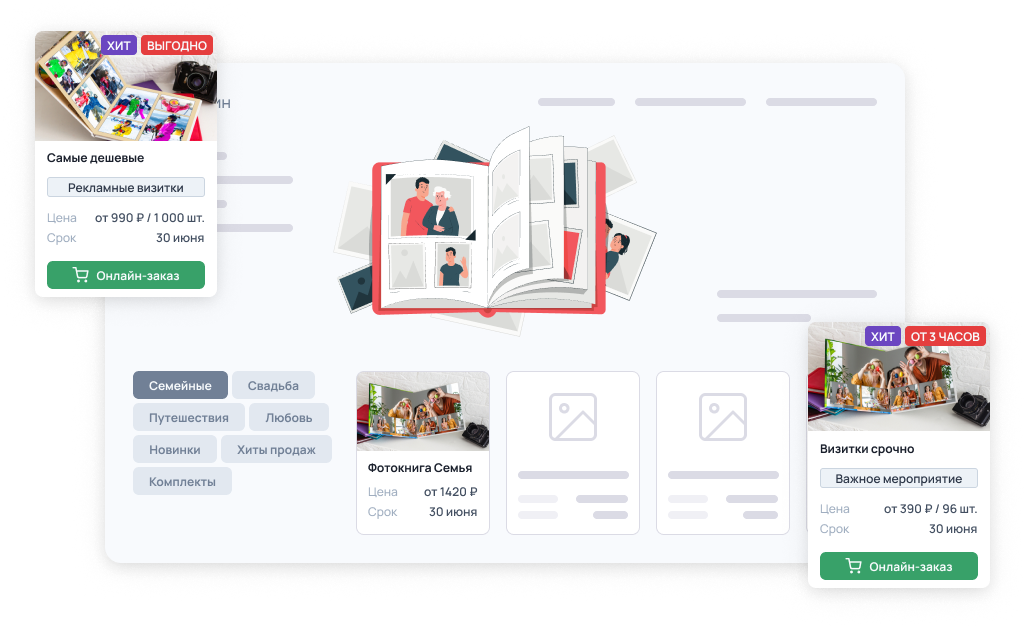 ХИТ ВЫГОДНО
Самые дешевые
Рекламные визитки
Цена от 990 ₽ / 1 000 шт.
Срок 30 июня
Онлайн-заказ
Семейные Свадьба
Путешествия Любовь
Новинки Хиты продаж
Комплекты
Фотокнига Семья
Цена от 1420 ₽
Срок 30 июня
ХИТ ОТ 3 ЧАСОВ
Визитки срочно
Важное мероприятие
Цена от 390 ₽ / 96 шт.
Срок 30 июня
Онлайн-заказ